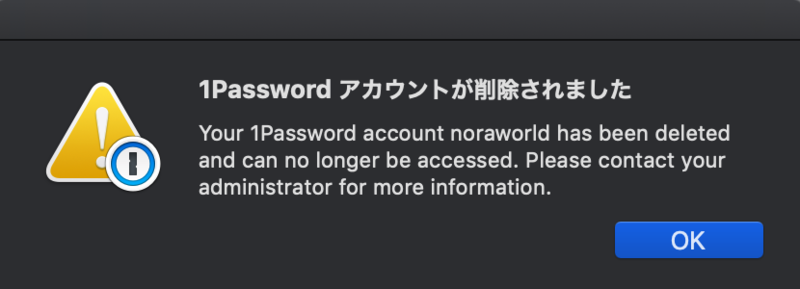 1Password アカウントが削除されました
Your 1Password account noraworld has been deleted
and can no longer be accessed. Please contact your
administrator for more information.
OK